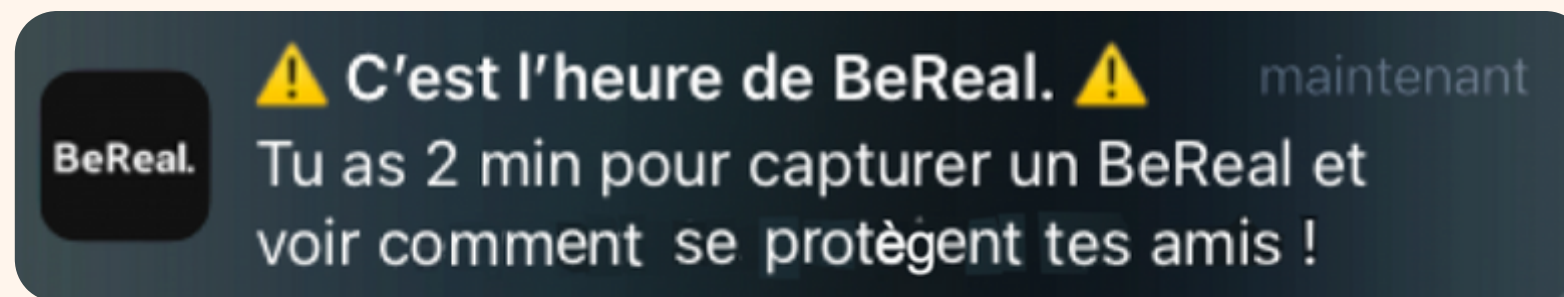 ⚠️ C'est l'heure de BeReal. ⚠️ maintenant
BeReal.
Tu as 2 min pour capturer un BeReal et
voir comment se protègent tes amis !